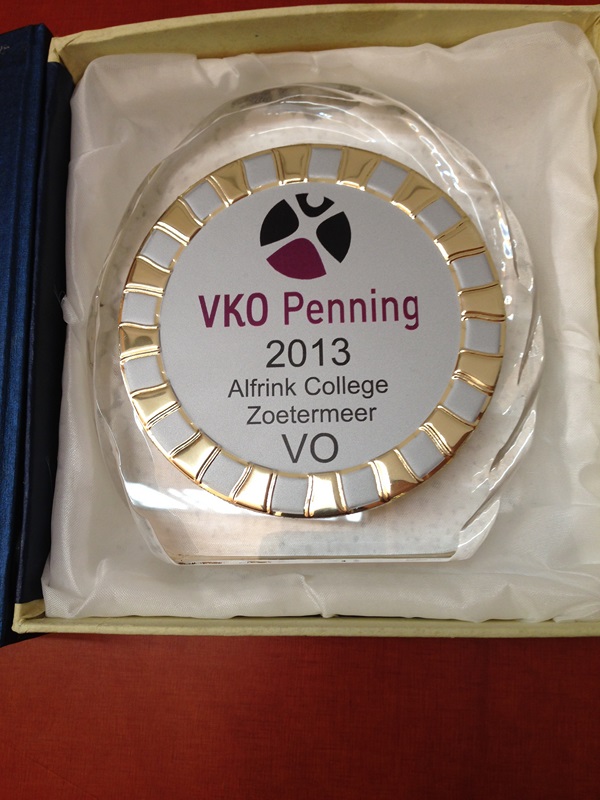 VKO Penning
2013
Alfrink College
Zoetermeer
VO